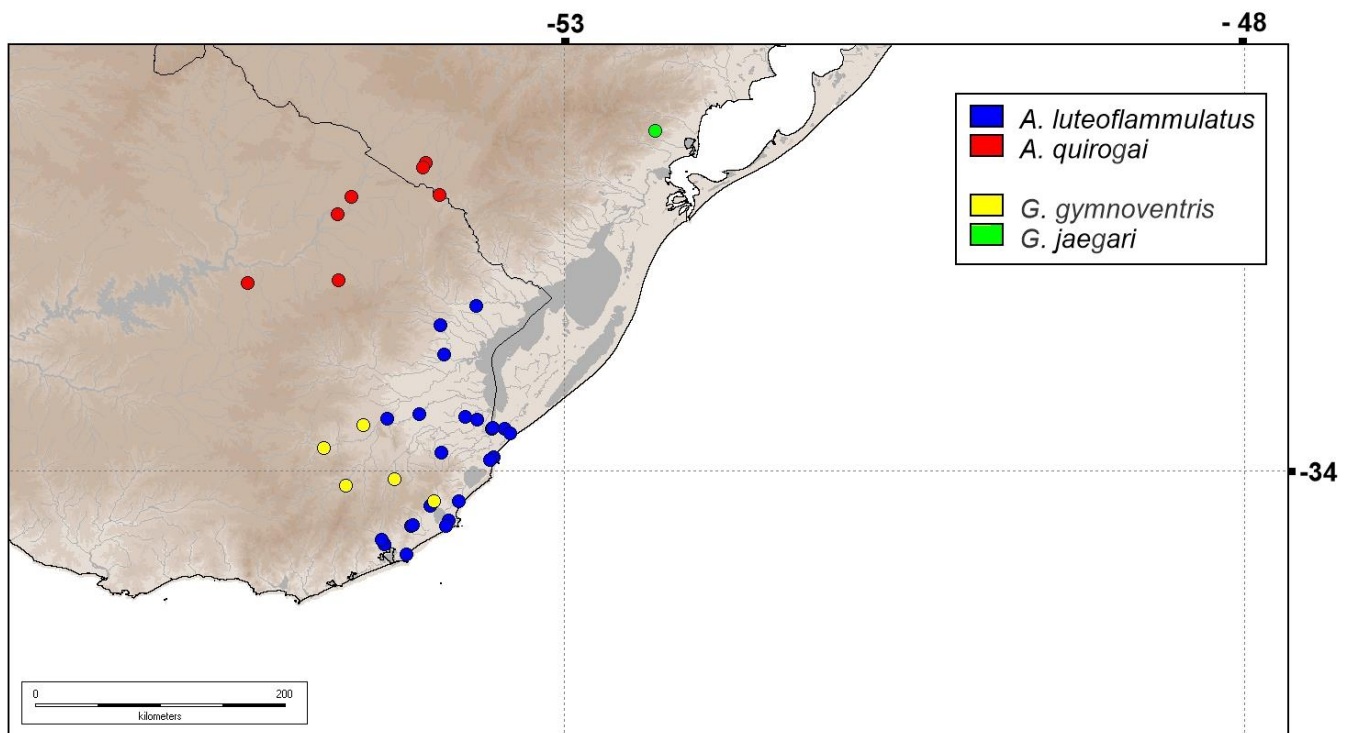 -53
- 48
A. luteoflammulatus
A. quirogai
G. gymnoventris
G. jaegari
-34
0 200
kilometers